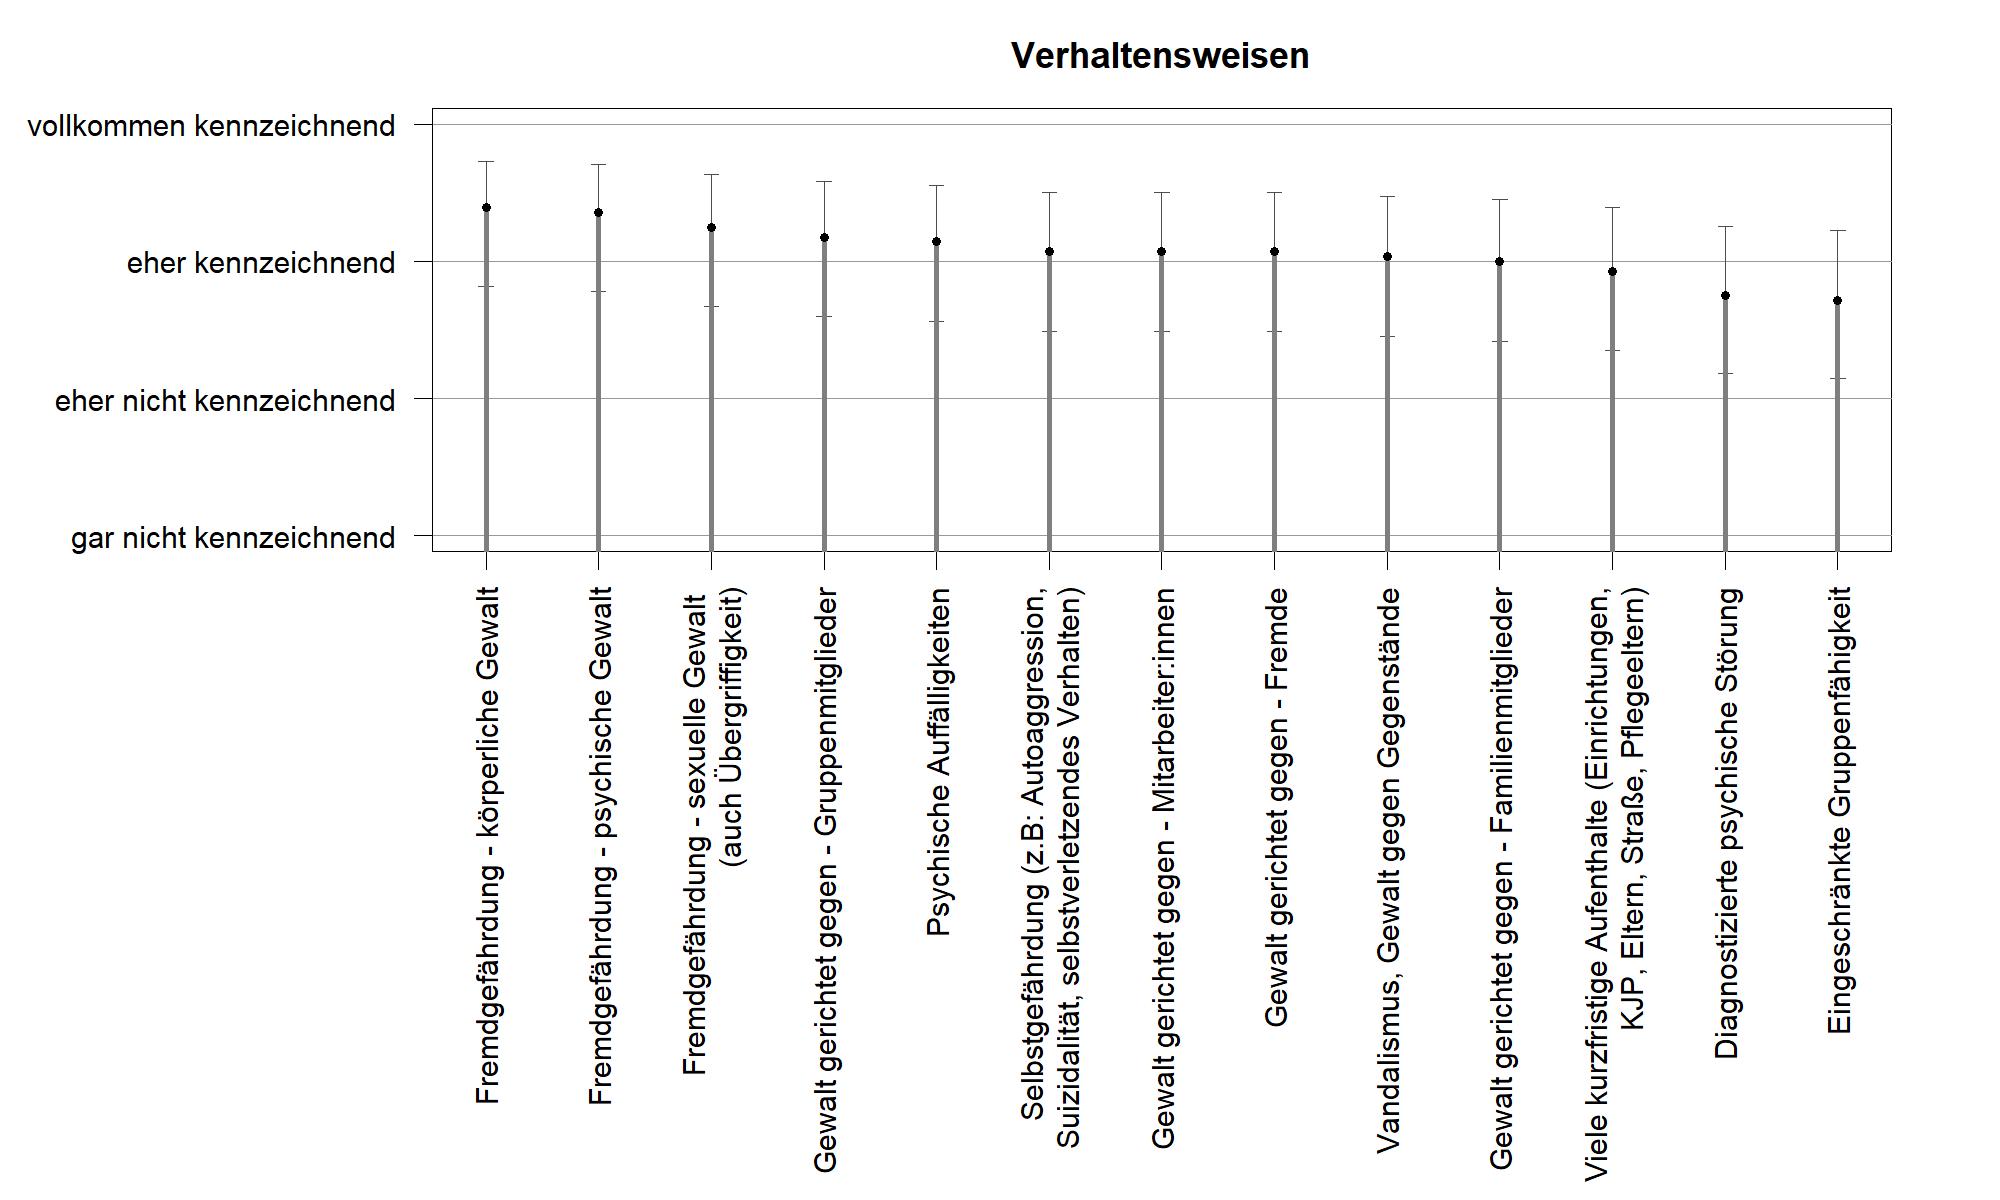 Verhaltensweisen
vollkommen kennzeichnend
eher kennzeichnend
eher nicht kennzeichnend
gar nicht kennzeichnend
Fremdgefährdung - körperliche Gewalt
Fremdgefährdung - psychische Gewalt
Fremdgefährdung - sexuelle Gewalt
(auch Übergriffigkeit)
Gewalt gerichtet gegen - Gruppenmitglieder
Psychische Auffälligkeiten
Selbstgefährdung (z.B: Autoaggression,
Suizidalität, selbstverletzendes Verhalten)
Gewalt gerichtet gegen - Mitarbeiter:innen
Gewalt gerichtet gegen - Fremde
Vandalismus, Gewalt gegen Gegenstände
Gewalt gerichtet gegen - Familienmitglieder
Viele kurzfristige Aufenthalte (Einrichtungen,
KJP, Eltern, Straße, Pflegeeltern)
Diagnostizierte psychische Störung
Eingeschränkte Gruppenfähigkeit